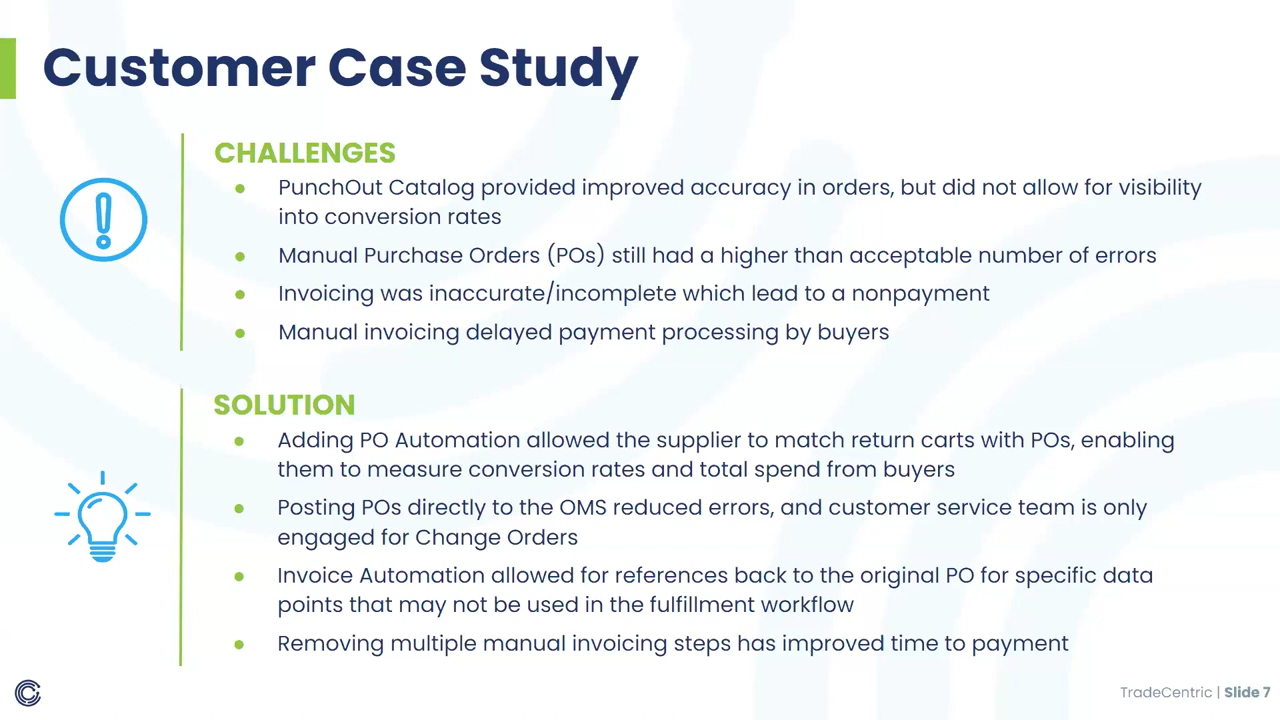 Customer Case Study
CHALLENGES
● PunchOut Catalog provided improved accuracy in orders, but did not allow for visibility
into conversion rates
● Manual Purchase Orders (POs) still had a higher than acceptable number of errors
● Invoicing was inaccurate/incomplete which lead to a nonpayment
● Manual invoicing delayed payment processing by buyers
SOLUTION
● Adding PO Automation allowed the supplier to match return carts with POs, enabling
them to measure conversion rates and total spend from buyers
● Posting POs directly to the OMS reduced errors, and customer service team is only
engaged for Change Orders
● Invoice Automation allowed for references back to the original PO for specific data
points that may not be used in the fulfillment workflow
● Removing multiple manual invoicing steps has improved time to payment
TradeCentric | Slide 7